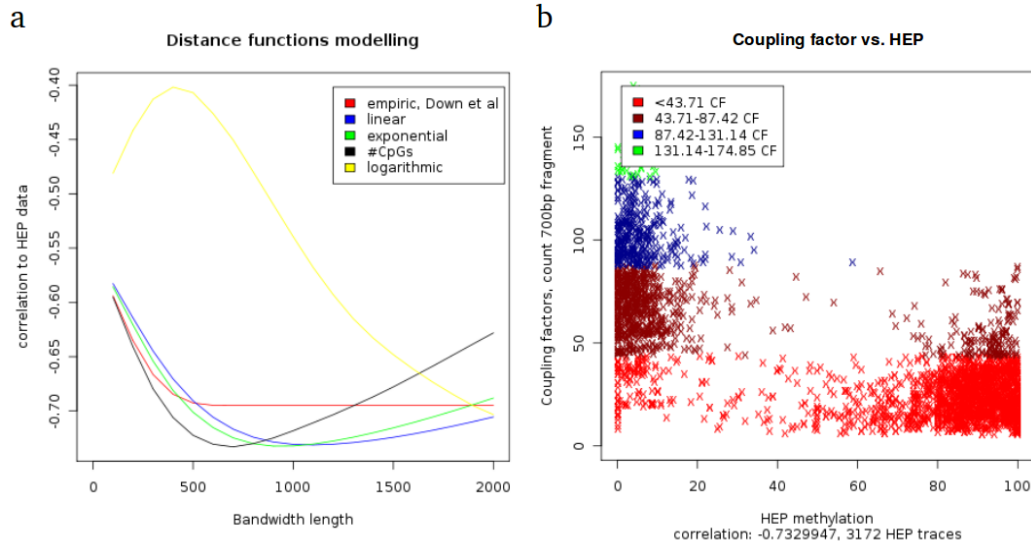 a
Distance functions modelling
correlation to HEP data
-0.40
-0.45
-0.50
-0.55
-0.60
-0.65
-0.70
empiric, Down et al
linear
exponential
#CpGs
logarithmic
0
500
1000
1500
2000
Bandwidth length
b
Coupling factor vs. HEP
Coupling factors, count 700bp fragment
150
100
50
0
<43.71 CF
43.71-87.42 CF
87.42-131.14 CF
131.14-174.85 CF
0
20
40
60
80
100
HEP methylation
correlation: -0.7329947, 3172 HEP traces